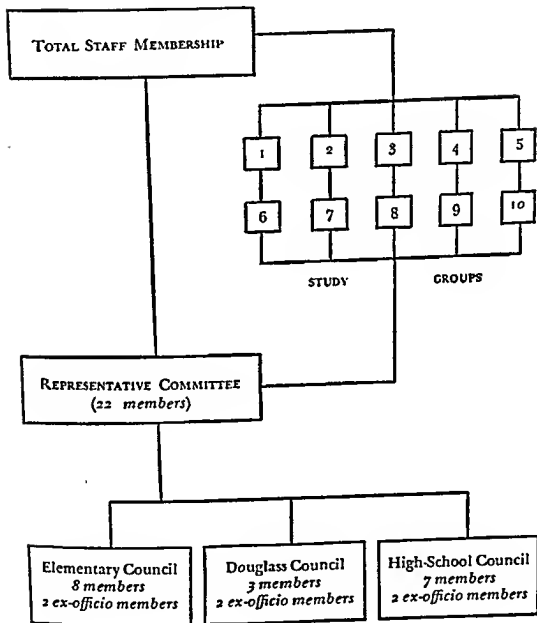 TOTAL STAFF MEMBERSHIP
1 2 3 4 5
6 7 8 9 10
STUDY GROUPS
REPRESENTATIVE COMMITTEE
(22 members)
Elementary Council
8 members
2 ex-officio members
Douglass Council
3 members
2 ex-officio members
High-School Council
7 members
2 ex-officio members